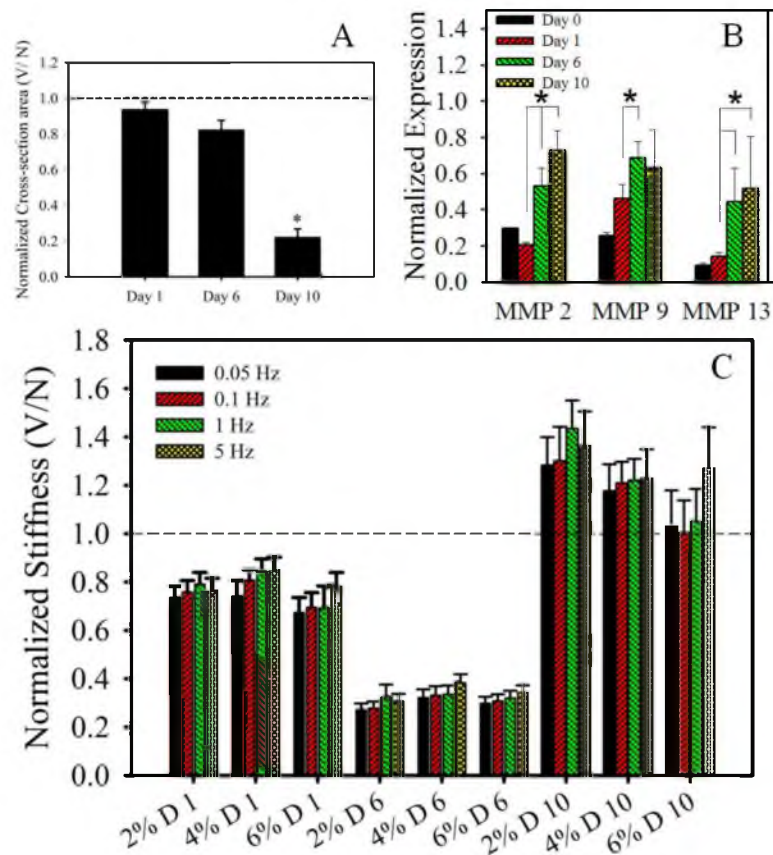 A
Normalized Cross-section area (V/ N)
1.2
1.0
0.8
0.6
0.4
0.2
0.0
*
Day 1 Day 6 Day 10
B
Normalized Expression
1.4
1.2
1.0
0.8
0.6
0.4
0.2
0.0
Day 0
Day 1
Day 6
Day 10
* * *
MMP 2 MMP 9 MMP 13
C
Normalized Stiffness (V/N)
1.8
1.6
1.4
1.2
1.0
0.8
0.6
0.4
0.2
0.0
0.05 Hz
0.1 Hz
1 Hz
5 Hz
2% D 1 4% D 1 6% D 1 2% D 6 4% D 6 6% D 6 2% D 10 4% D 10 6% D 10